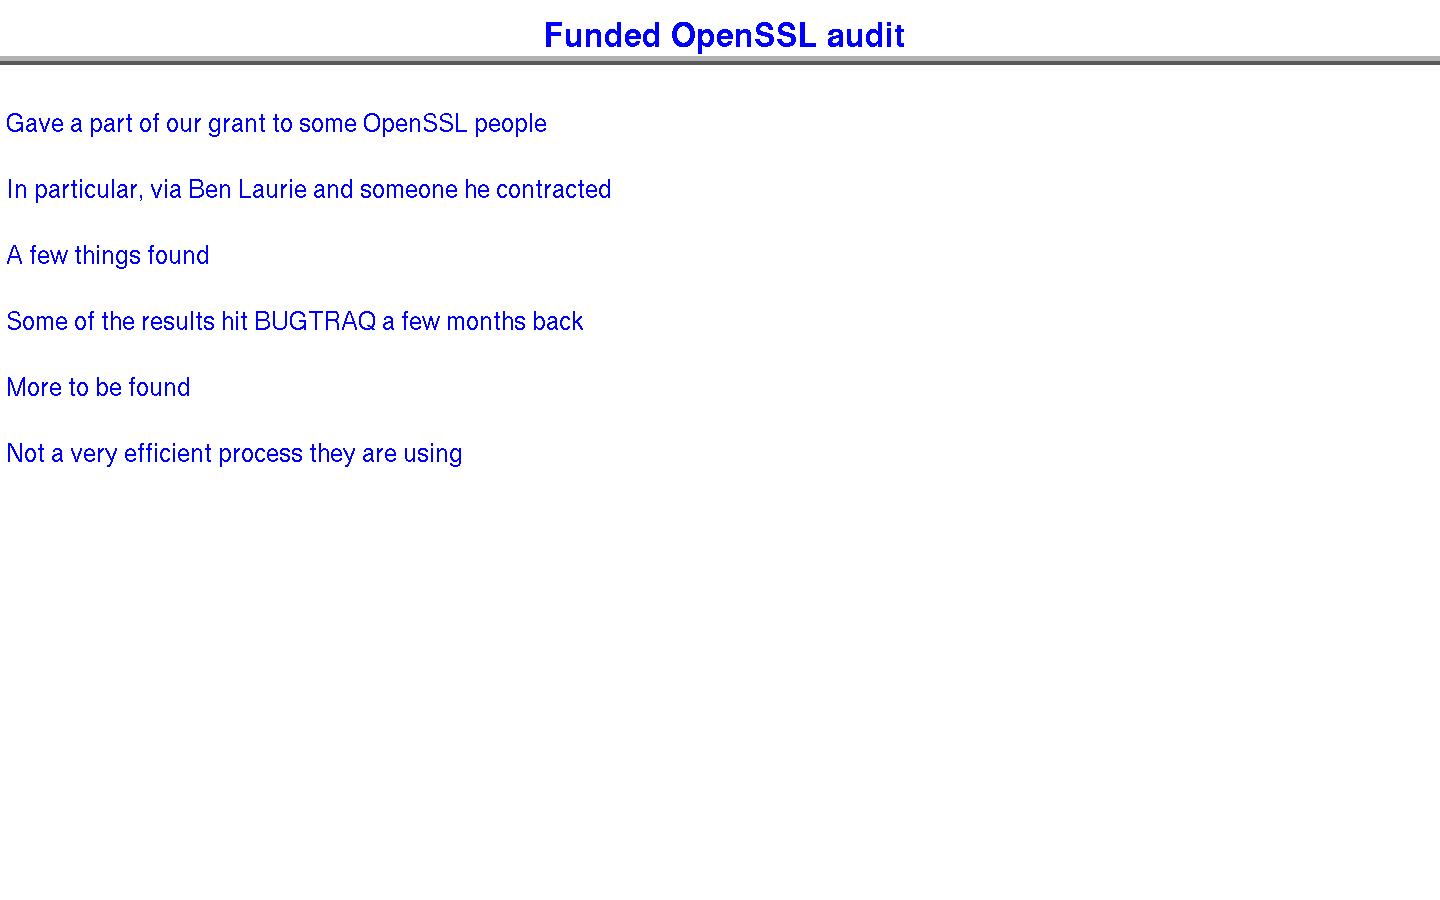 Funded OpenSSL audit
Gave a part of our grant to some OpenSSL people
In particular, via Ben Laurie and someone he contracted
A few things found
Some of the results hit BUGTRAQ a few months back
More to be found
Not a very efficient process they are using